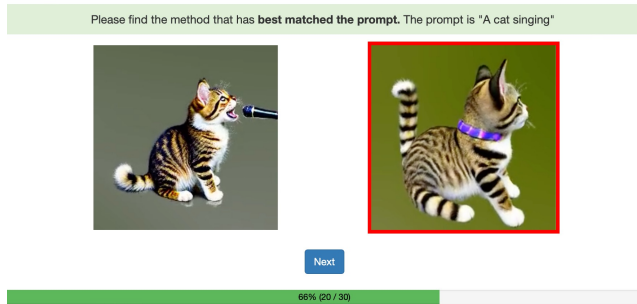 Please find the method that has best matched the prompt. The prompt is "A cat singing"
Next
66% (20 / 30)